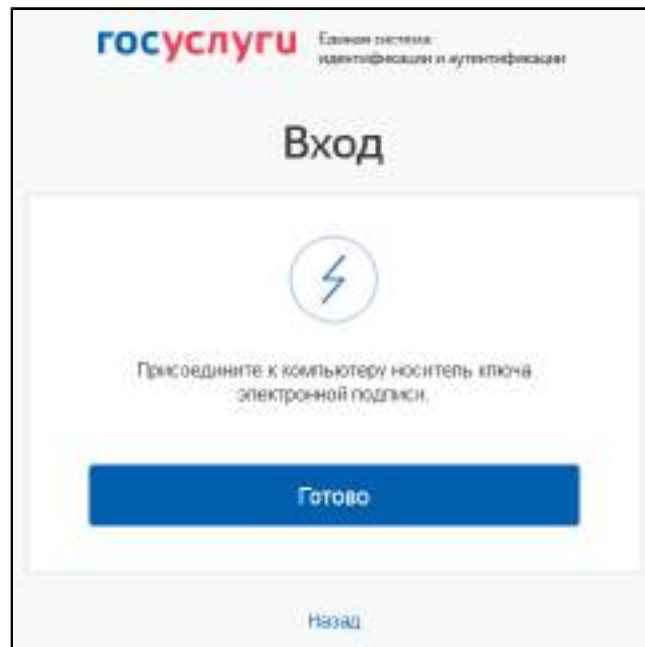 госуслуги
Единая система
идентификации и аутентификации
Вход
Присоедините к компьютеру носитель ключа
электронной подписи.
Готово
Назад